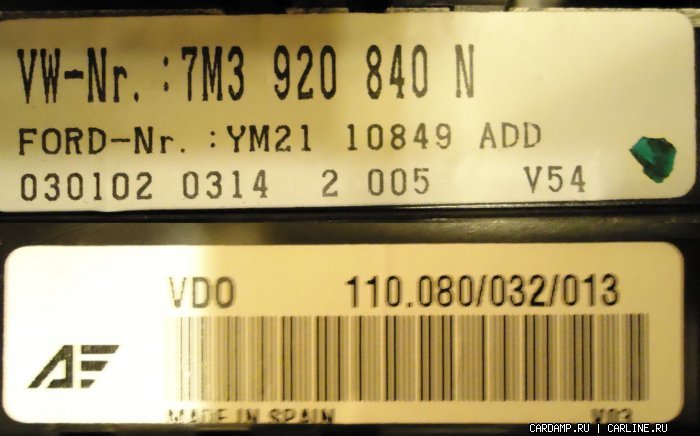 VW-Nr. :7M3 920 840 N
FORD-Nr. :YM21 10849 ADD
030102 0314 2 005 V54
VDO 110.080/032/013
MADE IN SPAIN V03
CARDAMP.RU | CARLINE.RU